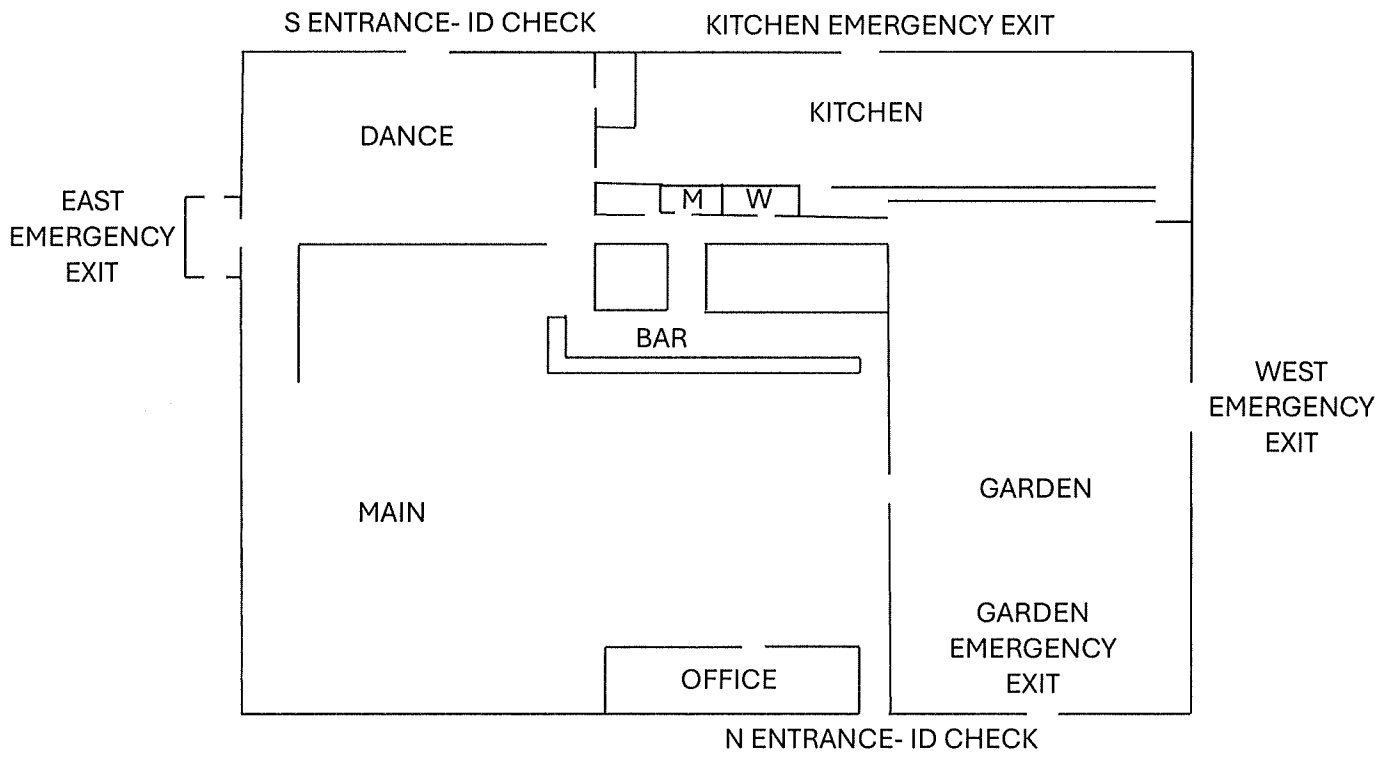 S ENTRANCE- ID CHECK
KITCHEN EMERGENCY EXIT
KITCHEN
DANCE
EAST
EMERGENCY
EXIT
M
W
BAR
WEST
EMERGENCY
EXIT
MAIN
GARDEN
GARDEN
EMERGENCY
EXIT
OFFICE
N ENTRANCE- ID CHECK